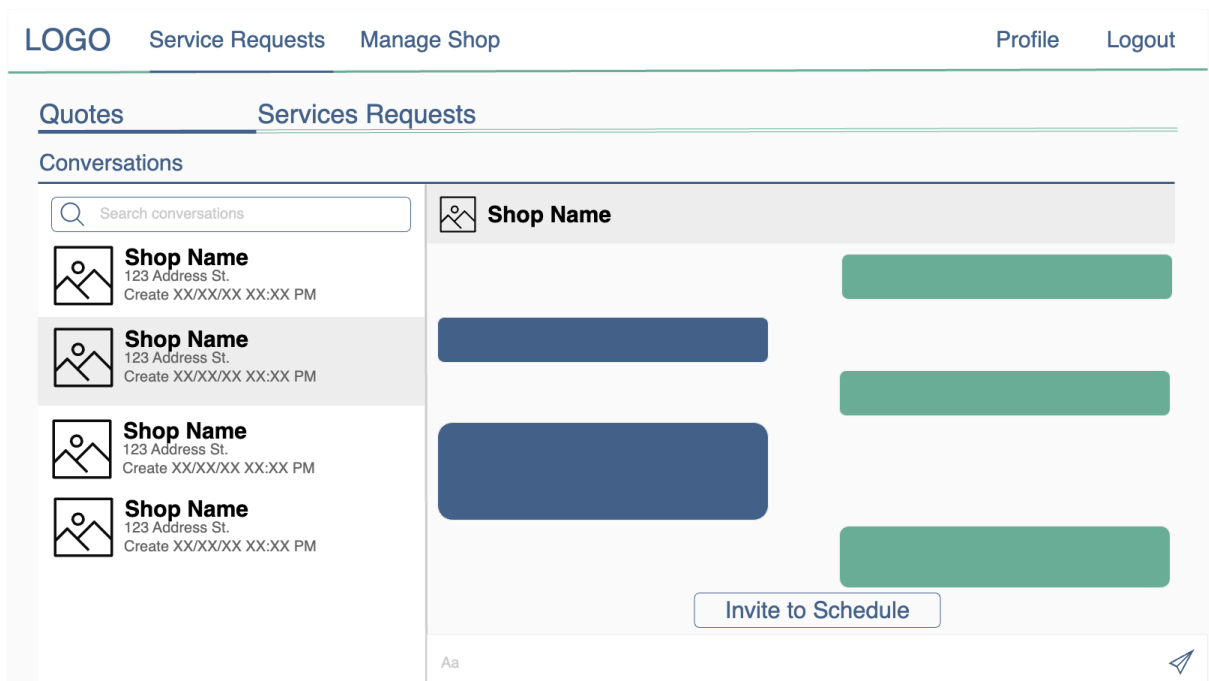 LOGO Service Requests Manage Shop Profile Logout
Quotes Services Requests
Conversations
Search conversations
Shop Name
123 Address St.
Create XX/XX/XX XX:XX PM
Shop Name
123 Address St.
Create XX/XX/XX XX:XX PM
Shop Name
123 Address St.
Create XX/XX/XX XX:XX PM
Shop Name
123 Address St.
Create XX/XX/XX XX:XX PM
Shop Name
Invite to Schedule
Aa